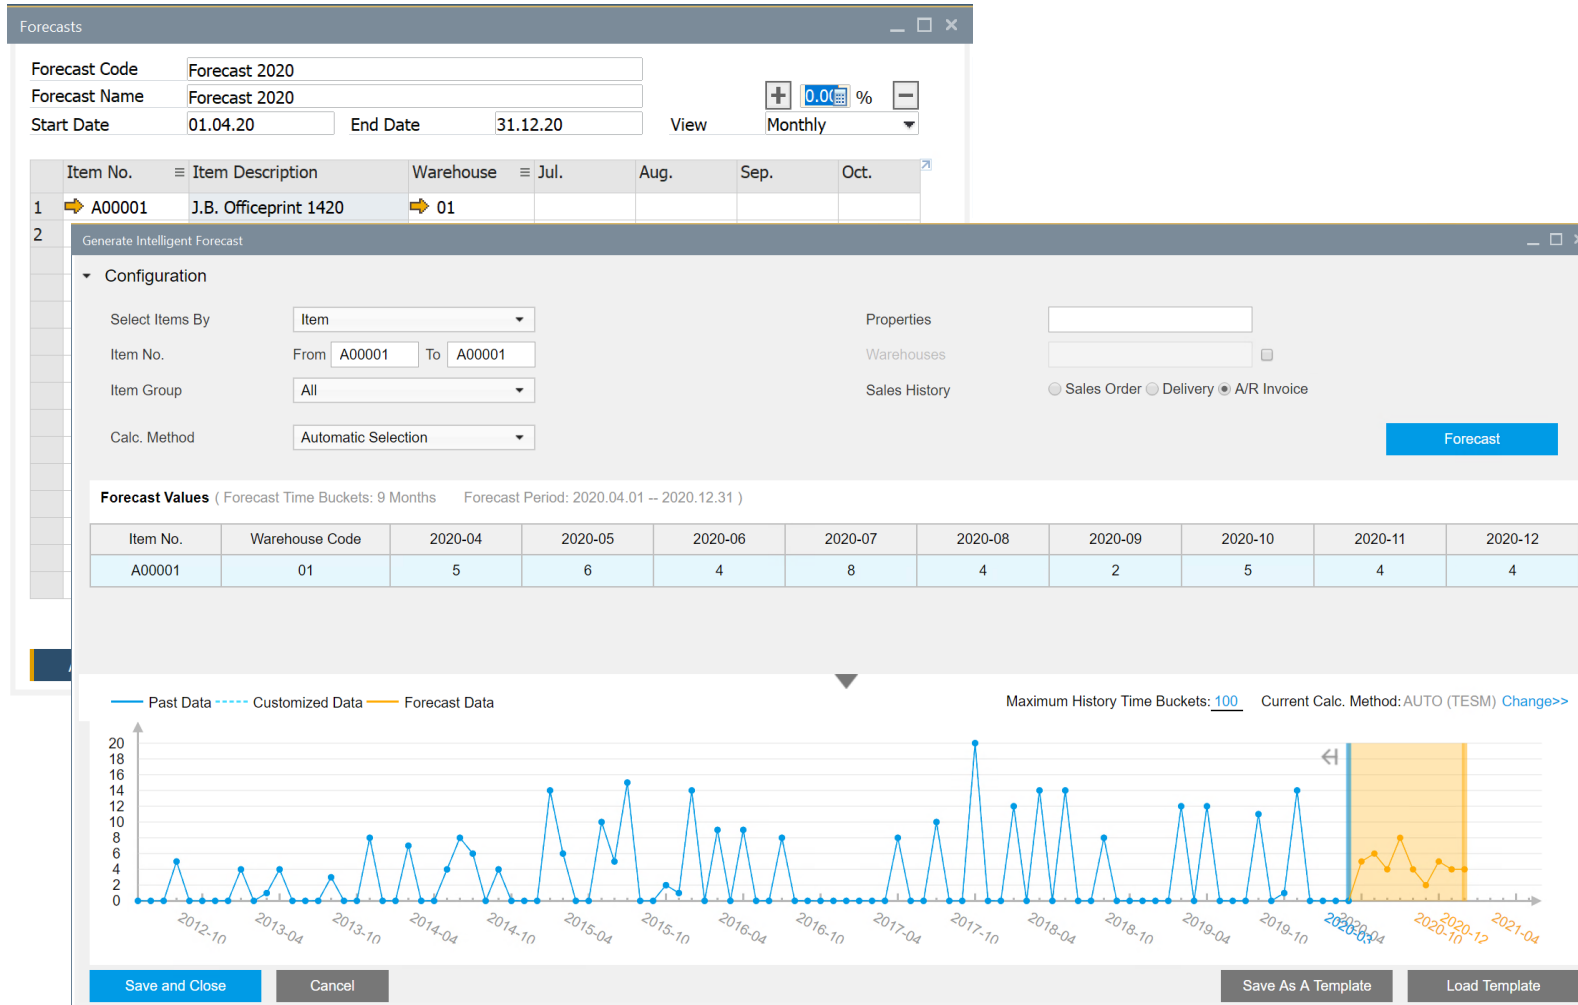 Forecasts
Forecast Code Forecast 2020
Forecast Name Forecast 2020
0.00 %
Start Date 01.04.20 End Date 31.12.20 View Monthly
Item No. Item Description Warehouse Jul. Aug. Sep. Oct.
1 A00001 J.B. Officeprint 1420 01
2
Generate Intelligent Forecast
Configuration
Select Items By Item Properties
Item No. From A00001 To A00001 Warehouses
Item Group All Sales History Sales Order Delivery A/R Invoice
Calc. Method Automatic Selection
Forecast
Forecast Values ( Forecast Time Buckets: 9 Months Forecast Period: 2020.04.01 -- 2020.12.31 )
Item No. Warehouse Code 2020-04 2020-05 2020-06 2020-07 2020-08 2020-09 2020-10 2020-11 2020-12
A00001 01 5 6 4 8 4 2 5 4 4
Past Data Customized Data Forecast Data Maximum History Time Buckets: 100 Current Calc. Method: AUTO (TESM) Change>>
20
18
16
14
12
10
8
6
4
2
0
2012-10 2013-04 2013-10 2014-04 2014-10 2015-04 2015-10 2016-04 2016-10 2017-04 2017-10 2018-04 2018-10 2019-04 2019-10 2020-03 2020-04 2020-10 2020-12 2021-04
Save and Close Cancel Save As A Template Load Template